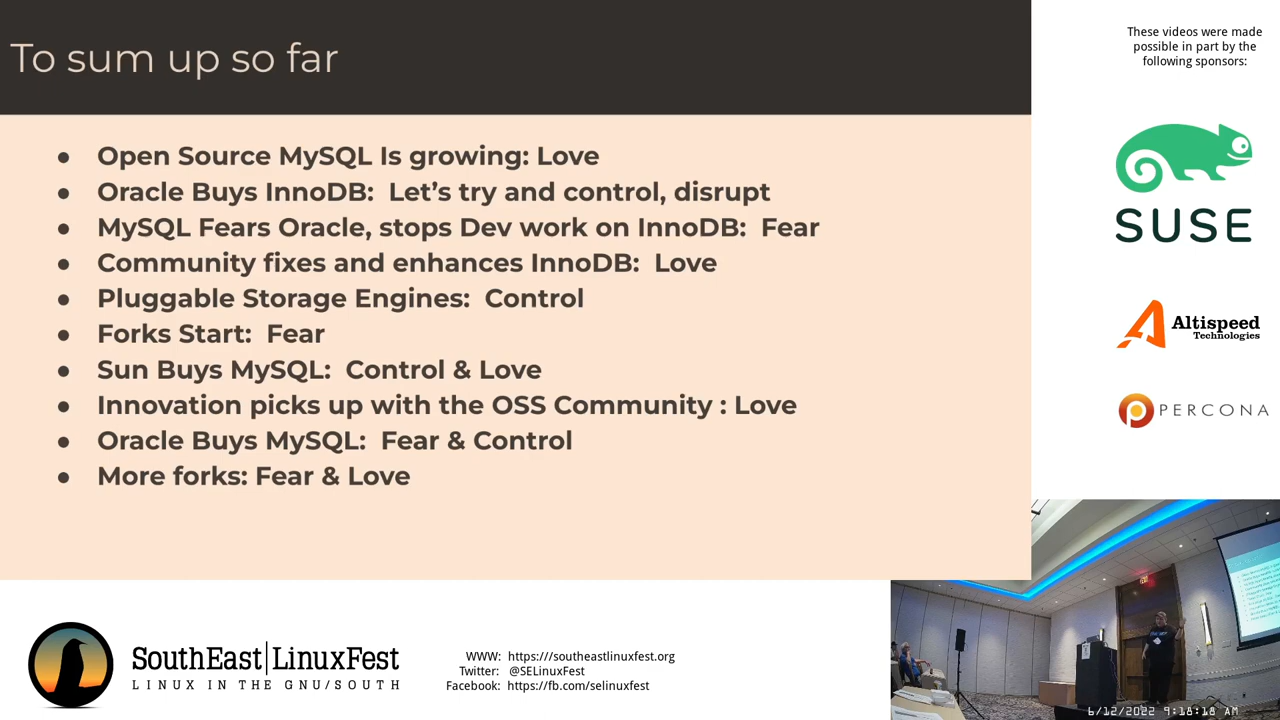 To sum up so far
● Open Source MySQL Is growing: Love
● Oracle Buys InnoDB:  Let’s try and control, disrupt
● MySQL Fears Oracle, stops Dev work on InnoDB:  Fear
● Community fixes and enhances InnoDB:  Love
● Pluggable Storage Engines:  Control
● Forks Start:  Fear
● Sun Buys MySQL:  Control & Love
● Innovation picks up with the OSS Community : Love
● Oracle Buys MySQL:  Fear & Control
● More forks: Fear & Love
These videos were made
possible in part by the
following sponsors:
SUSE
Altispeed
Technologies
PERCONA
SouthEast LinuxFest
LINUX IN THE GNU/SOUTH
WWW: https:///southeastlinuxfest.org
Twitter: @SELinuxFest
Facebook: https://fb.com/selinuxfest
EXIT
6/12/2022 9:18:18 AM